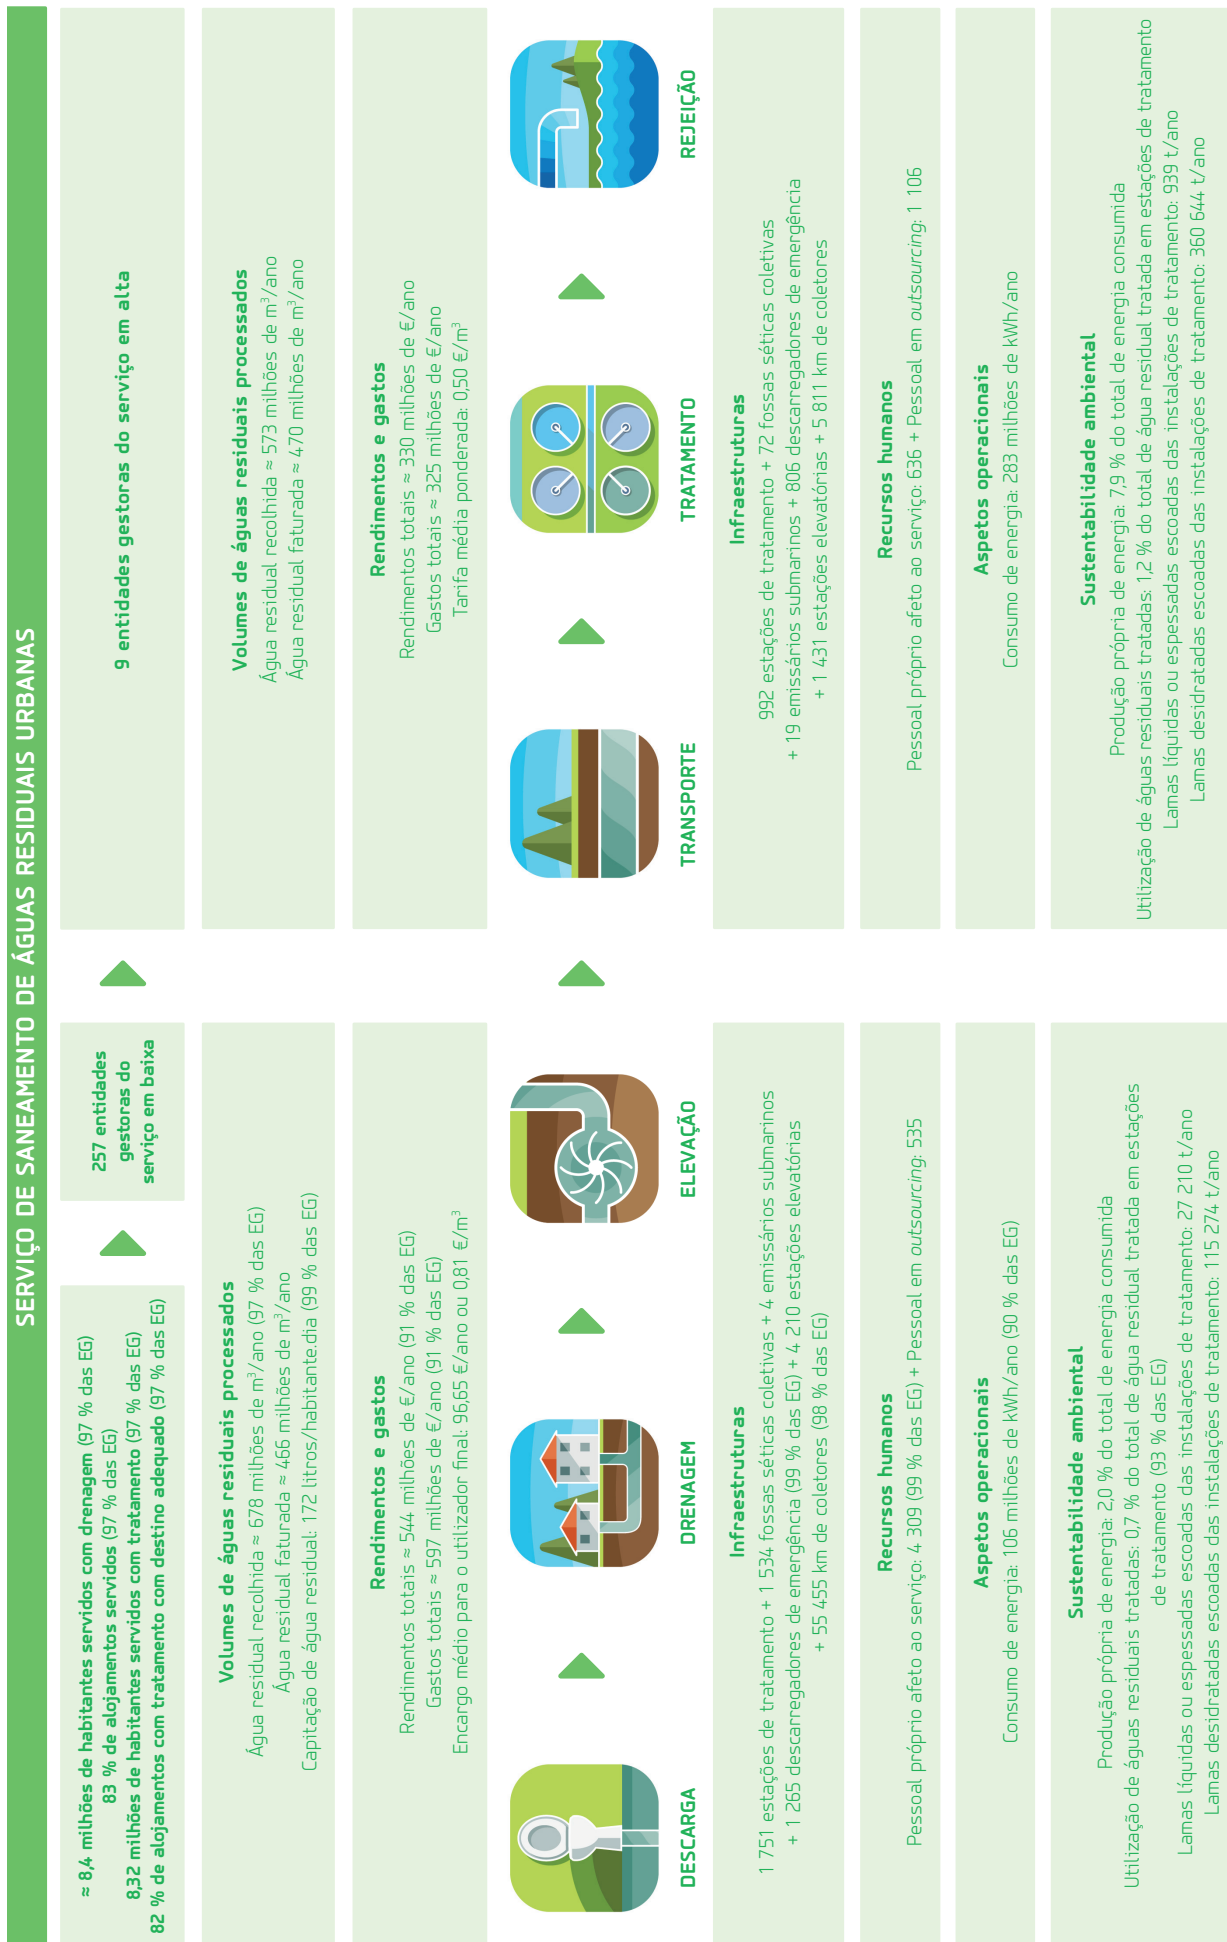 SERVIÇO DE SANEAMENTO DE ÁGUAS RESIDUAIS URBANAS
≈ 8,4 milhões de habitantes servidos com drenagem (97 % das EG)
83 % de alojamentos servidos (97 % das EG)
8,32 milhões de habitantes servidos com tratamento (97 % das EG)
82 % de alojamentos com tratamento com destino adequado (97 % das EG)
257 entidades
gestoras do
serviço em baixa
9 entidades gestoras do serviço em alta
Volumes de águas residuais processados
Água residual recolhida ≈ 678 milhões de m³/ano (97 % das EG)
Água residual faturada ≈ 466 milhões de m³/ano
Capitação de água residual: 172 litros/habitante.dia (99 % das EG)
Volumes de águas residuais processados
Água residual recolhida ≈ 573 milhões de m³/ano
Água residual faturada ≈ 470 milhões de m³/ano
Rendimentos e gastos
Rendimentos totais ≈ 544 milhões de €/ano (91 % das EG)
Gastos totais ≈ 597 milhões de €/ano (91 % das EG)
Encargo médio para o utilizador final: 96,65 €/ano ou 0,81 €/m³
Rendimentos e gastos
Rendimentos totais ≈ 330 milhões de €/ano
Gastos totais ≈ 325 milhões de €/ano
Tarifa média ponderada: 0,50 €/m³
DESCARGA
DRENAGEM
ELEVAÇÃO
TRANSPORTE
TRATAMENTO
REJEIÇÃO
Infraestruturas
1 751 estações de tratamento + 1 534 fossas séticas coletivas + 4 emissários submarinos
+ 1 265 descarregadores de emergência (99 % das EG) + 4 210 estações elevatórias
+ 55 455 km de coletores (98 % das EG)
Infraestruturas
992 estações de tratamento + 72 fossas séticas coletivas
+ 19 emissários submarinos + 806 descarregadores de emergência
+ 1 431 estações elevatórias + 5 811 km de coletores
Recursos humanos
Pessoal próprio afeto ao serviço: 4 309 (99 % das EG) + Pessoal em outsourcing: 535
Recursos humanos
Pessoal próprio afeto ao serviço: 636 + Pessoal em outsourcing: 1 106
Aspetos operacionais
Consumo de energia: 106 milhões de kWh/ano (90 % das EG)
Aspetos operacionais
Consumo de energia: 283 milhões de kWh/ano
Sustentabilidade ambiental
Produção própria de energia: 2,0 % do total de energia consumida
Utilização de águas residuais tratadas: 0,7 % do total de água residual tratada em estações
de tratamento (93 % das EG)
Lamas líquidas ou espessadas escoadas das instalações de tratamento: 27 210 t/ano
Lamas desidratadas escoadas das instalações de tratamento: 115 274 t/ano
Sustentabilidade ambiental
Produção própria de energia: 7,9 % do total de energia consumida
Utilização de águas residuais tratadas: 1,2 % do total de água residual tratada em estações de tratamento
Lamas líquidas ou espessadas escoadas das instalações de tratamento: 939 t/ano
Lamas desidratadas escoadas das instalações de tratamento: 360 644 t/ano